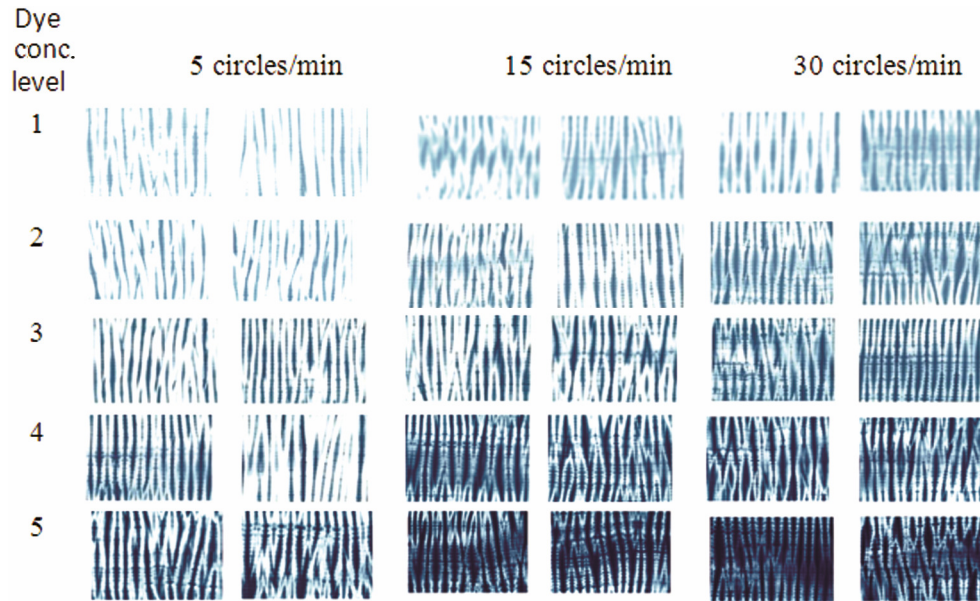 Dye
conc.
level
5 circles/min
15 circles/min
30 circles/min
1
2
3
4
5